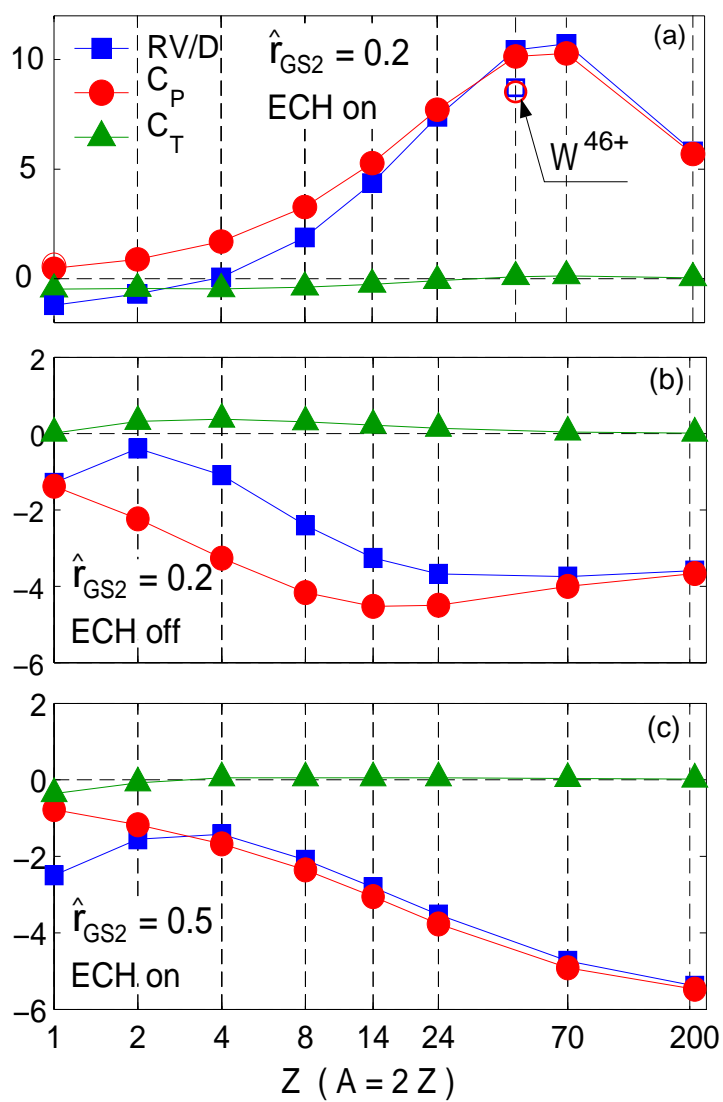 (a)
RV/D
C_P
C_T
r̂_GS2 = 0.2
ECH on
W^46+
10
5
0
(b)
2
0
−2
−4
−6
r̂_GS2 = 0.2
ECH off
(c)
2
0
−2
−4
−6
r̂_GS2 = 0.5
ECH on
1 2 4 8 14 24 70 200
Z ( A = 2 Z )